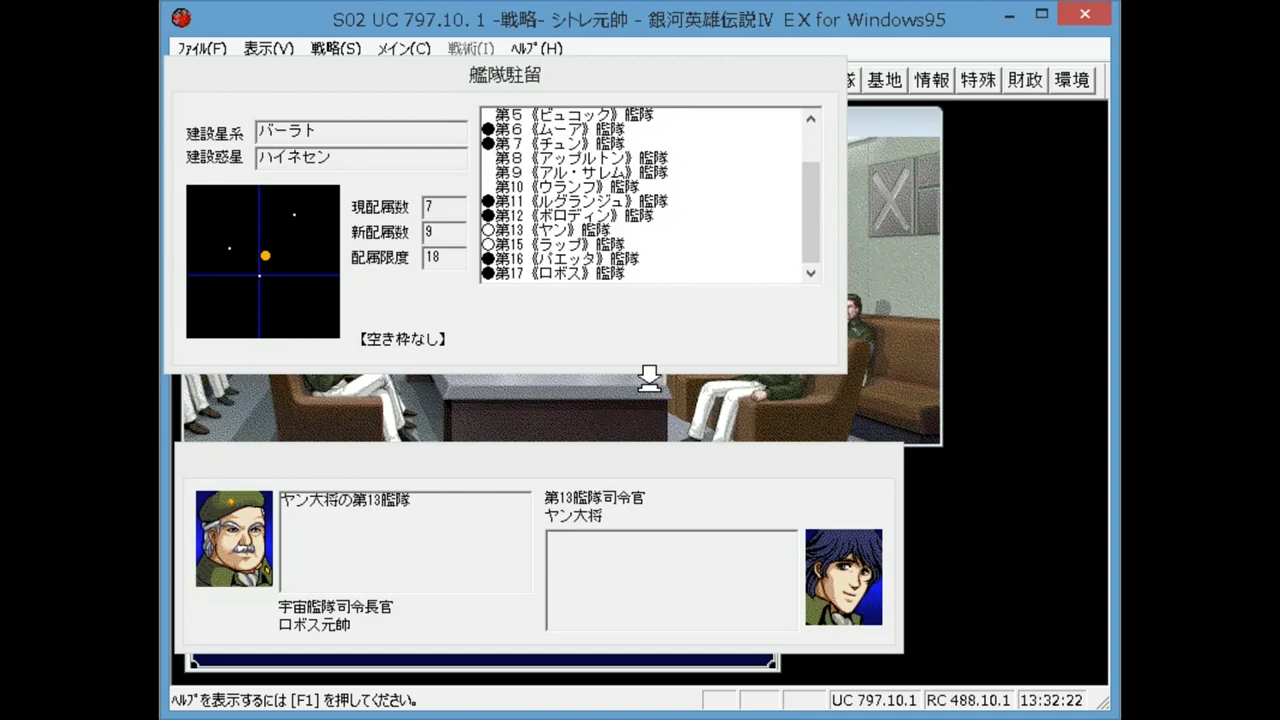 S02 UC 797.10. 1 -戦略- シトレ元帥 - 銀河英雄伝説Ⅳ EX for Windows95
ﾌｧｲﾙ(F) 表示(V) 戦略(S) メイン(C) 戦術(I) ﾍﾙﾌﾟ(H)
艦隊駐留
隊 基地 情報 特殊 財政 環境
建設星系 バーラト
建設惑星 ハイネセン
現配属数 7
新配属数 9
配属限度 18
【空き枠なし】
第5 《ビュコック》艦隊
●第6 《ムーア》艦隊
●第7 《チュン》艦隊
第8 《アップルトン》艦隊
第9 《アル・サレム》艦隊
第10 《ウランフ》艦隊
●第11 《ルグランジュ》艦隊
●第12 《ボロディン》艦隊
○第13 《ヤン》艦隊
○第15 《ラップ》艦隊
●第16 《パエッタ》艦隊
●第17 《ロボス》艦隊
ヤン大将の第13艦隊
宇宙艦隊司令長官
ロボス元帥
第13艦隊司令官
ヤン大将
ﾍﾙﾌﾟを表示するには [F1] を押してください。
UC 797.10.1 RC 488.10.1 13:32:22